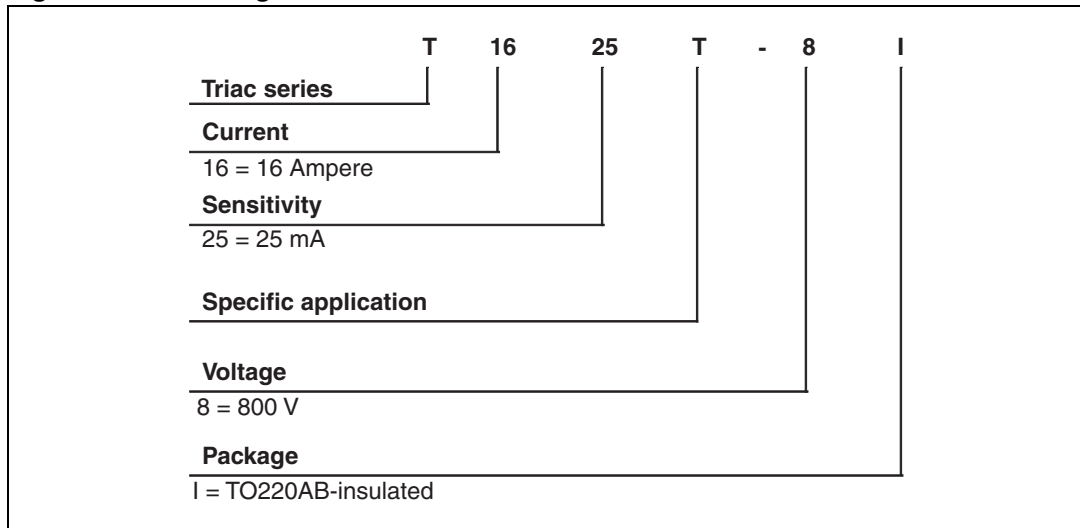 T 16 25 T - 8 I
Triac series
Current
16 = 16 Ampere
Sensitivity
25 = 25 mA
Specific application
Voltage
8 = 800 V
Package
I = TO220AB-insulated